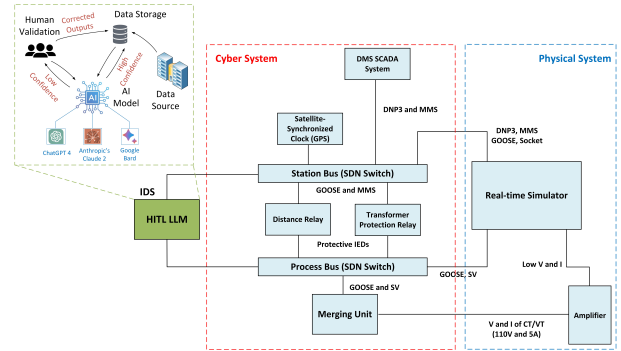 Human
Validation
Corrected
Outputs
Data Storage
Low
Confidence
High
Confidence
AI
AI
Model
Data
Source
ChatGPT 4
Anthropic's
Claude 2
Google
Bard
Cyber System
Physical System
DMS SCADA
System
DNP3 and MMS
Satellite-
Synchronized
Clock (GPS)
DNP3, MMS
GOOSE, Socket
Station Bus (SDN Switch)
GOOSE and MMS
IDS
HITL LLM
Distance Relay
Transformer
Protection Relay
Real-time Simulator
Protective IEDs
Process Bus (SDN Switch)
GOOSE, SV
Low V and I
GOOSE and SV
Merging Unit
V and I of CT/VT
(110V and 5A)
Amplifier